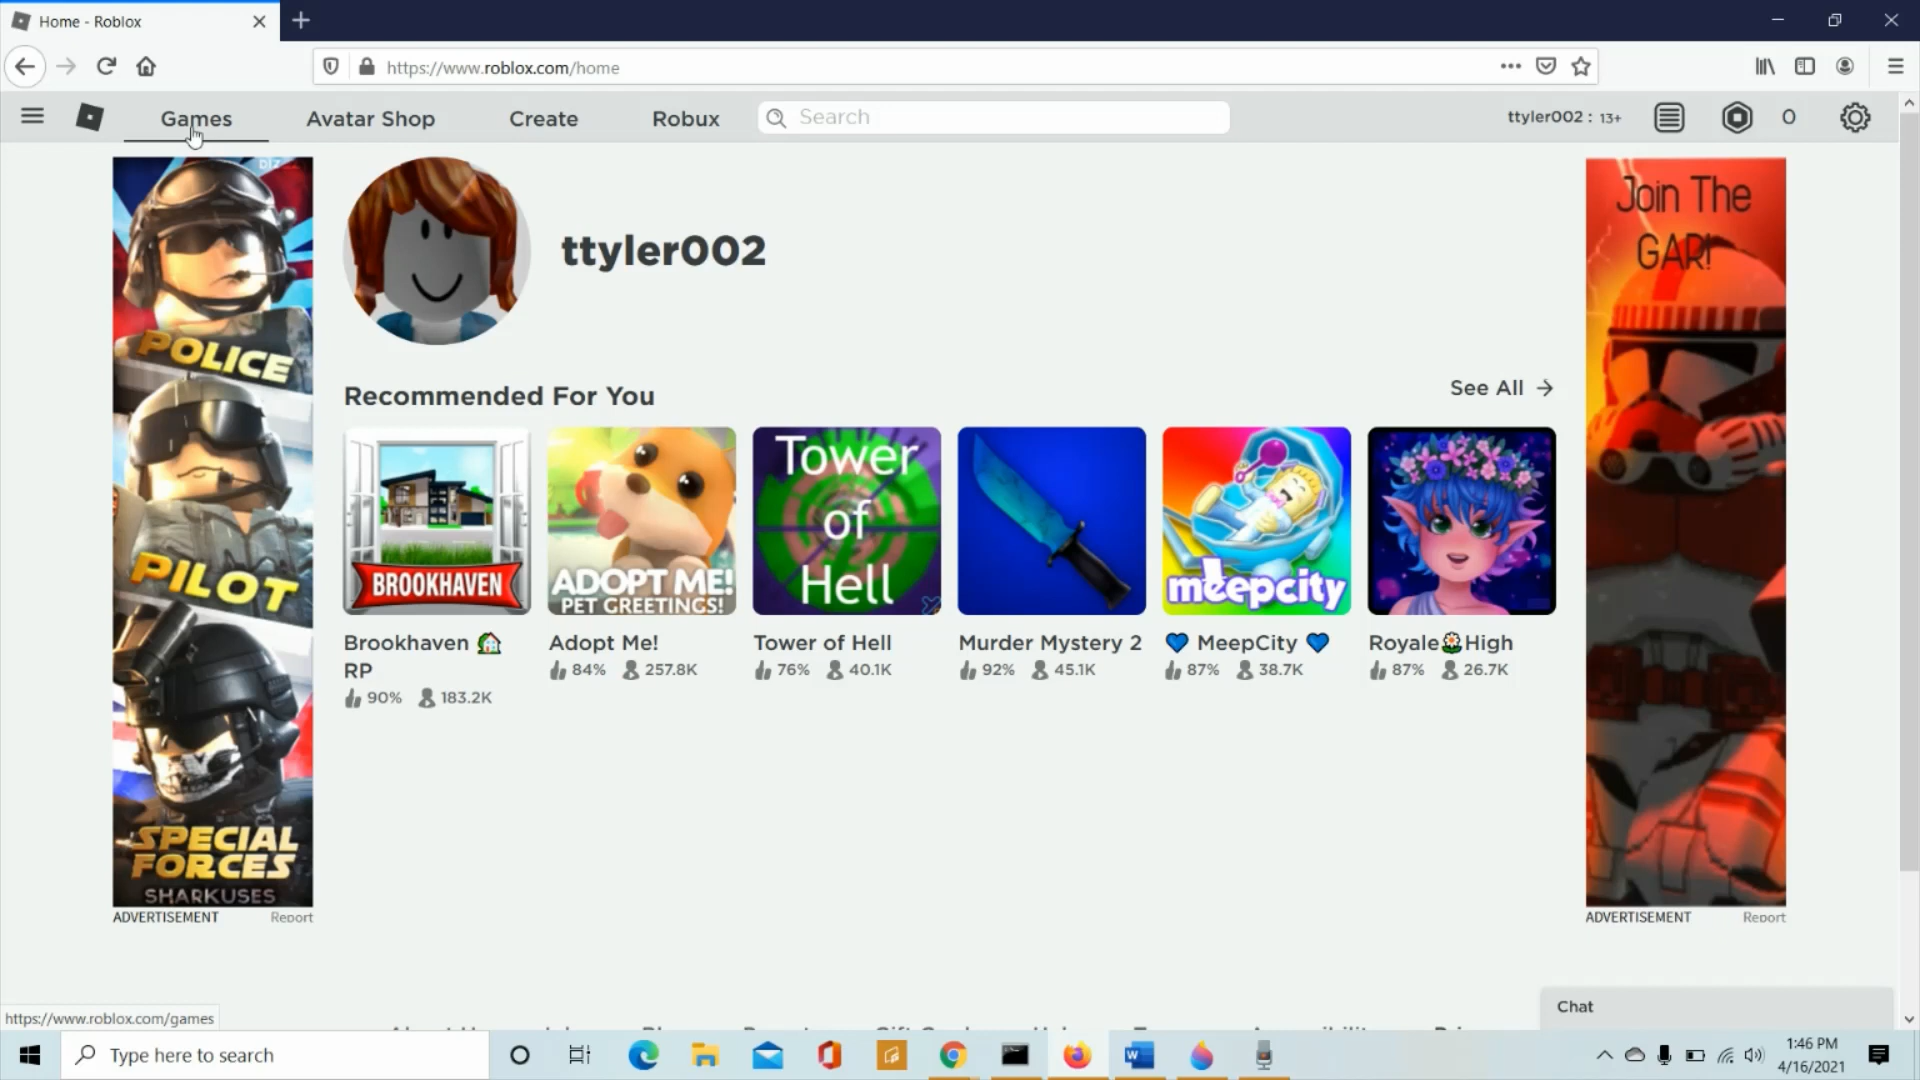 Home - Roblox
https://www.roblox.com/home
Games
Avatar Shop
Create
Robux
Search
ttyler002 : 13+
0
POLICE
PILOT
SPECIAL
FORCES
SHARKUSES
ADVERTISEMENT
Report
ttyler002
Recommended For You
See All
BROOKHAVEN
ADOPT ME!
PET GREETINGS!
Tower
of
Hell
meepcity
Brookhaven 🏠
RP
90% 183.2K
Adopt Me!
84% 257.8K
Tower of Hell
76% 40.1K
Murder Mystery 2
92% 45.1K
💙 MeepCity 💙
87% 38.7K
Royale🌼High
87% 26.7K
Join The
GAR!
ADVERTISEMENT
Report
Chat
https://www.roblox.com/games
Type here to search
1:46 PM
4/16/2021